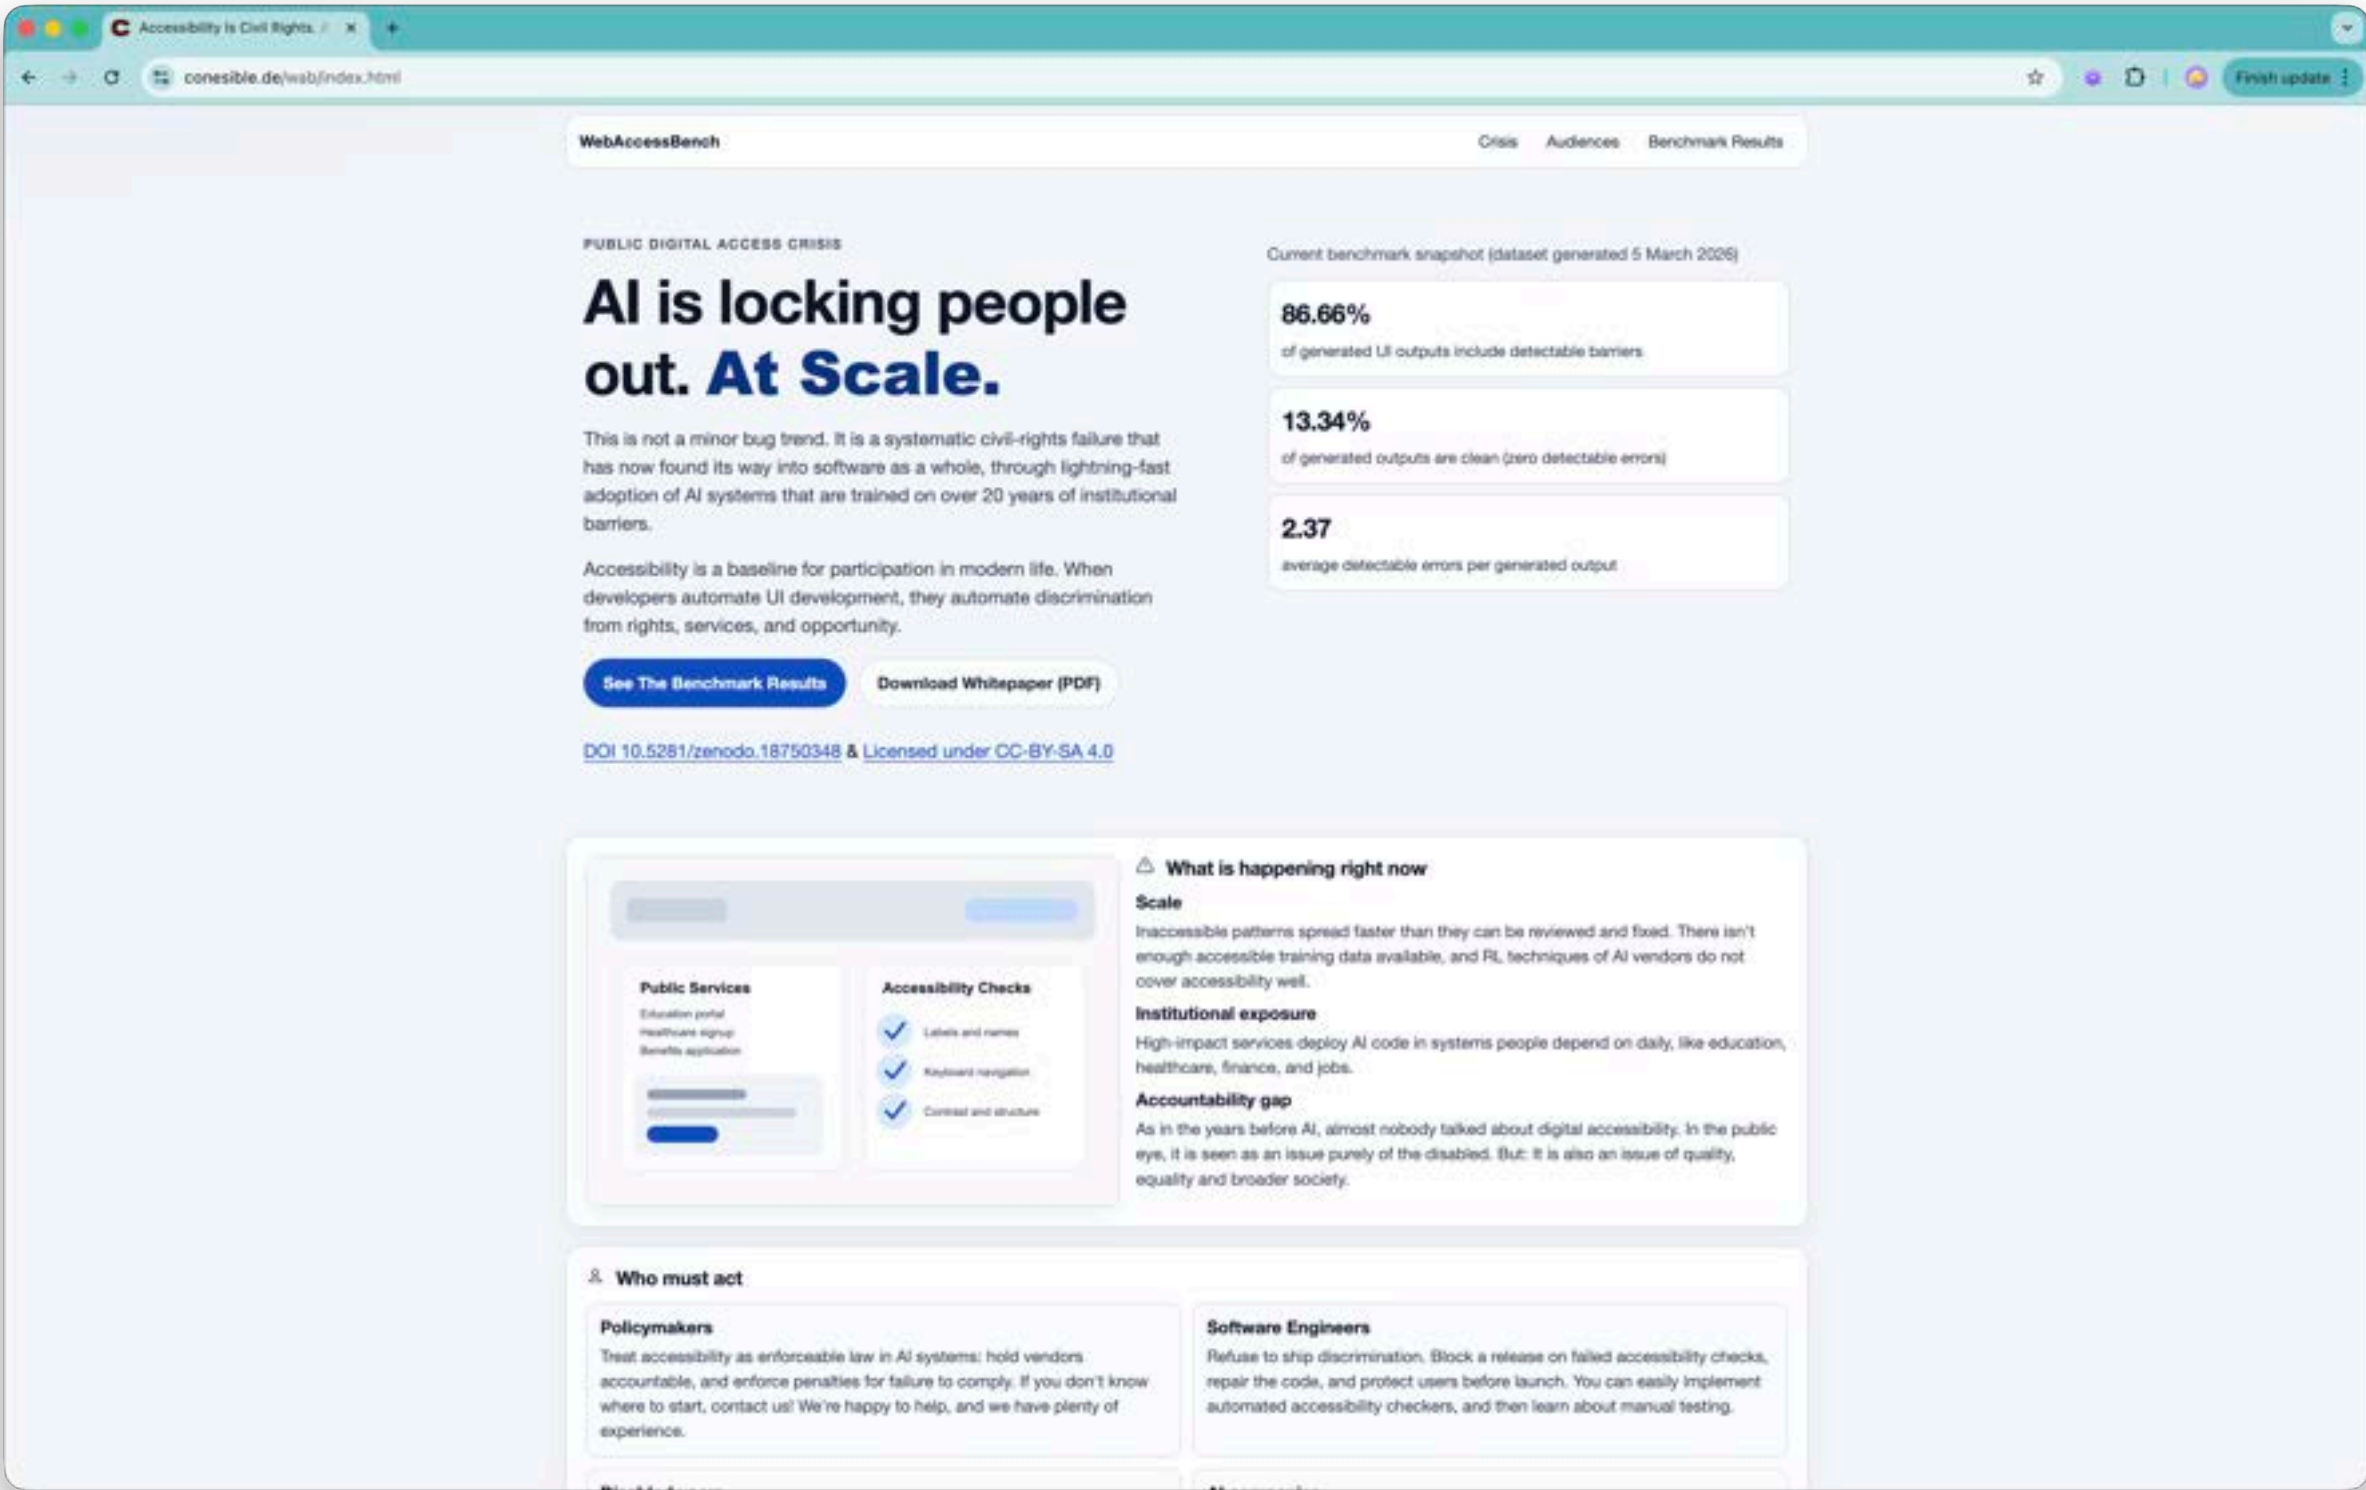 Accessibility is Civil Rights.
conesible.de/wab/index.html
Finish update
WebAccessBench
Crisis
Audiences
Benchmark Results
PUBLIC DIGITAL ACCESS CRISIS
AI is locking people
out. At Scale.
This is not a minor bug trend. It is a systematic civil-rights failure that
has now found its way into software as a whole, through lightning-fast
adoption of AI systems that are trained on over 20 years of institutional
barriers.
Accessibility is a baseline for participation in modern life. When
developers automate UI development, they automate discrimination
from rights, services, and opportunity.
See The Benchmark Results
Download Whitepaper (PDF)
DOI 10.5281/zenodo.18750348 & Licensed under CC-BY-SA 4.0
Current benchmark snapshot (dataset generated 5 March 2026)
86.66%
of generated UI outputs include detectable barriers
13.34%
of generated outputs are clean (zero detectable errors)
2.37
average detectable errors per generated output
Public Services
Education portal
Healthcare signup
Benefits application
Accessibility Checks
Labels and names
Keyboard navigation
Contrast and structure
What is happening right now
Scale
Inaccessible patterns spread faster than they can be reviewed and fixed. There isn't
enough accessible training data available, and RL techniques of AI vendors do not
cover accessibility well.
Institutional exposure
High-impact services deploy AI code in systems people depend on daily, like education,
healthcare, finance, and jobs.
Accountability gap
As in the years before AI, almost nobody talked about digital accessibility. In the public
eye, it is seen as an issue purely of the disabled. But: It is also an issue of quality,
equality and broader society.
Who must act
Policymakers
Treat accessibility as enforceable law in AI systems: hold vendors
accountable, and enforce penalties for failure to comply. If you don't know
where to start, contact us! We're happy to help, and we have plenty of
experience.
Software Engineers
Refuse to ship discrimination. Block a release on failed accessibility checks,
repair the code, and protect users before launch. You can easily implement
automated accessibility checkers, and then learn about manual testing.